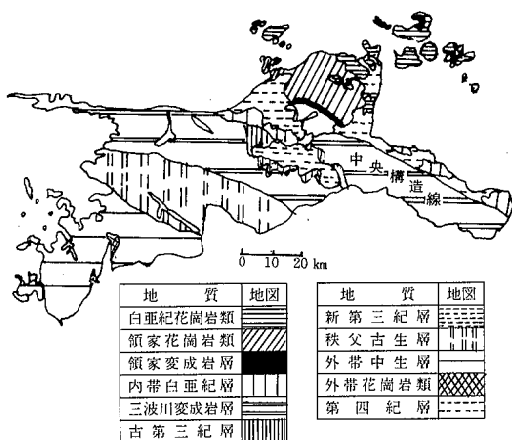 中央構造線
0 10 20 km
地質 地図
白亜紀花崗岩類
領家花崗岩類
領家変成岩層
内帯白亜紀層
三波川変成岩層
古第三紀層
地質 地図
新第三紀層
秩父古生層
外帯中生層
外帯花崗岩類
第四紀層